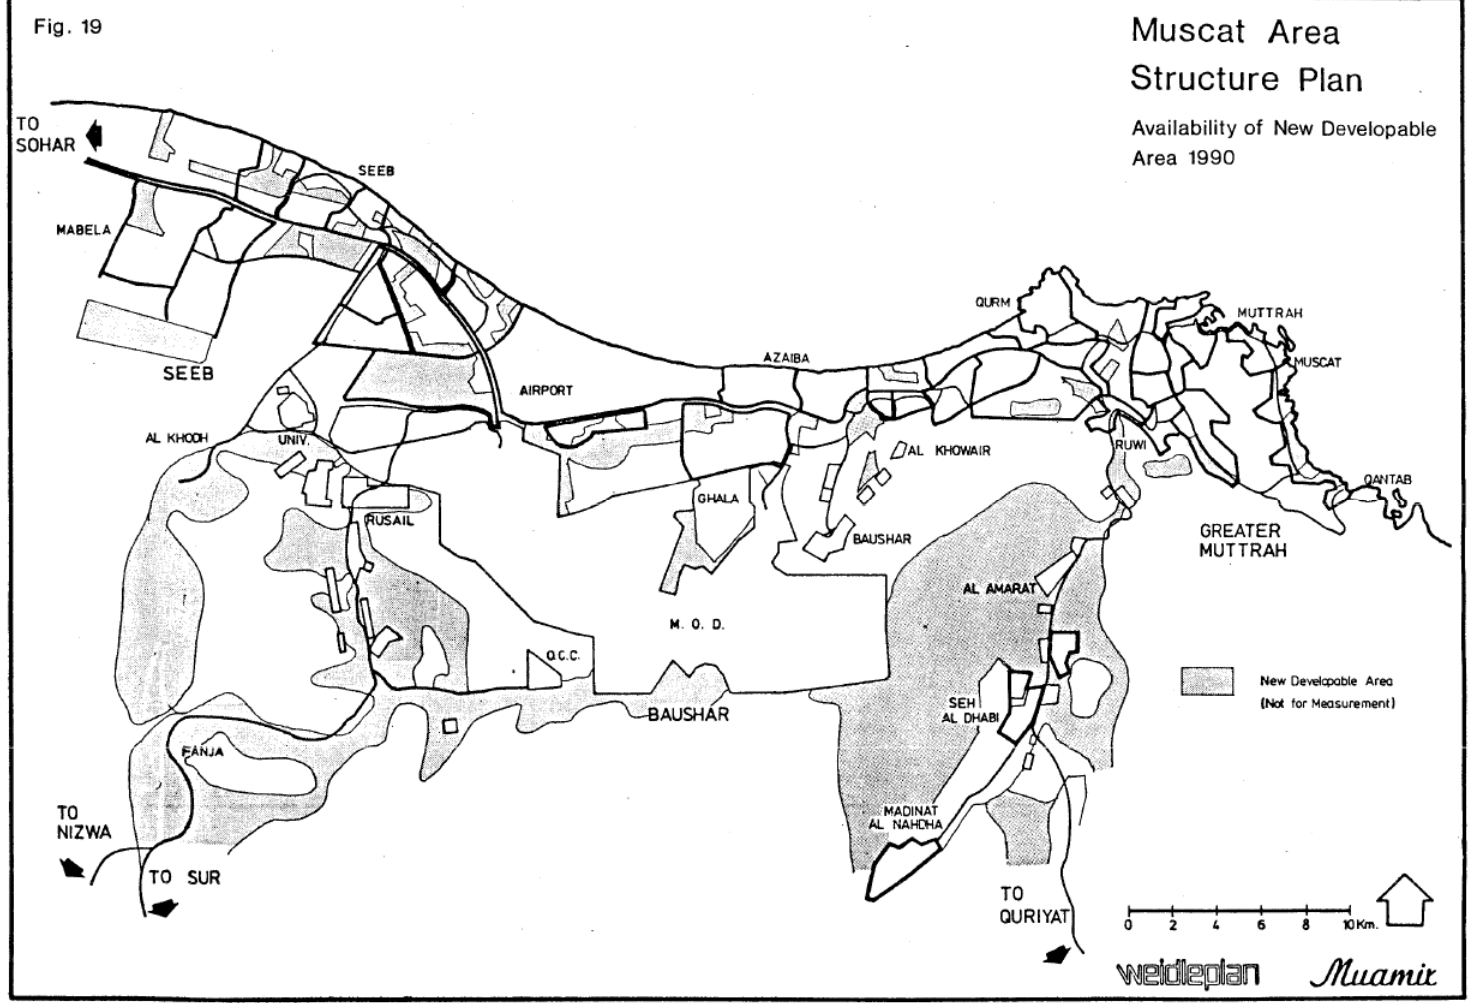 Fig. 19
Muscat Area
Structure Plan
Availability of New Developable
Area 1990
TO
SOHAR
SEEB
MABELA
SEEB
QURM
MUTTRAH
AZAIBA
MUSCAT
AIRPORT
AL KHODH
UNIV.
RUWI
AL KHOWAIR
QANTAB
GHALA
RUSAIL
BAUSHAR
GREATER
MUTTRAH
AL AMARAT
M. O. D.
O.C.C.
New Developable Area
(Not for Measurement)
SEH
AL DHABI
BAUSHAR
FANJA
TO
NIZWA
MADINAT
AL NAHDHA
TO SUR
TO
QURIYAT
0 2 4 6 8 10 Km.
weidleplan
Muamir